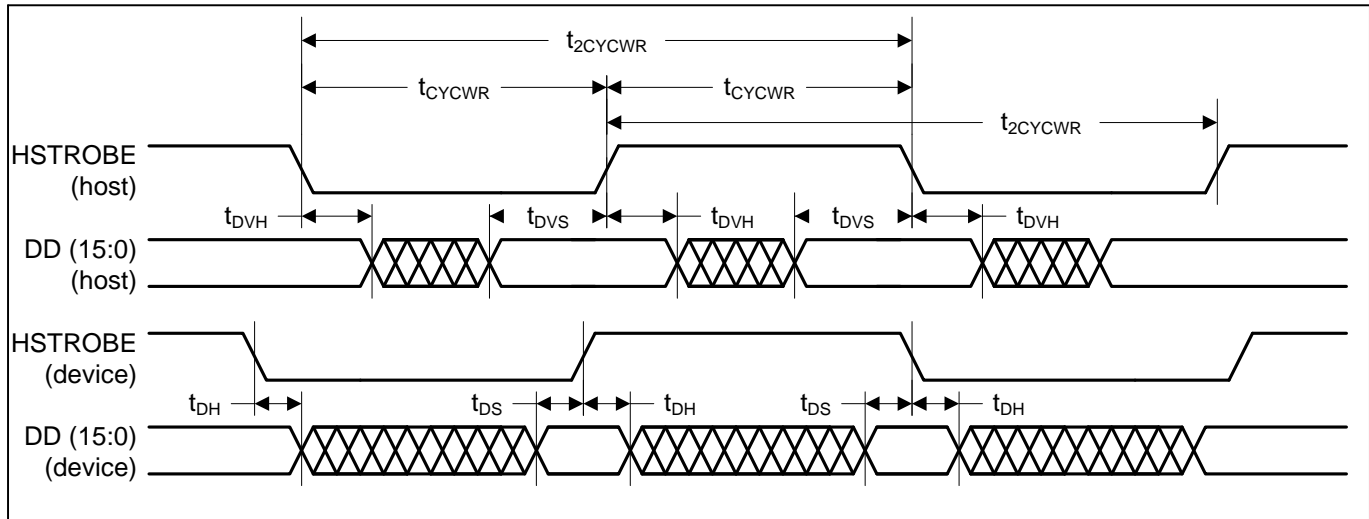 t2CYCWR
tCYCWR tCYCWR
t2CYCWR
HSTROBE
(host)
tDVH tDVS tDVH tDVS tDVH
DD (15:0)
(host)
HSTROBE
(device)
tDH tDS tDH tDS tDH
DD (15:0)
(device)